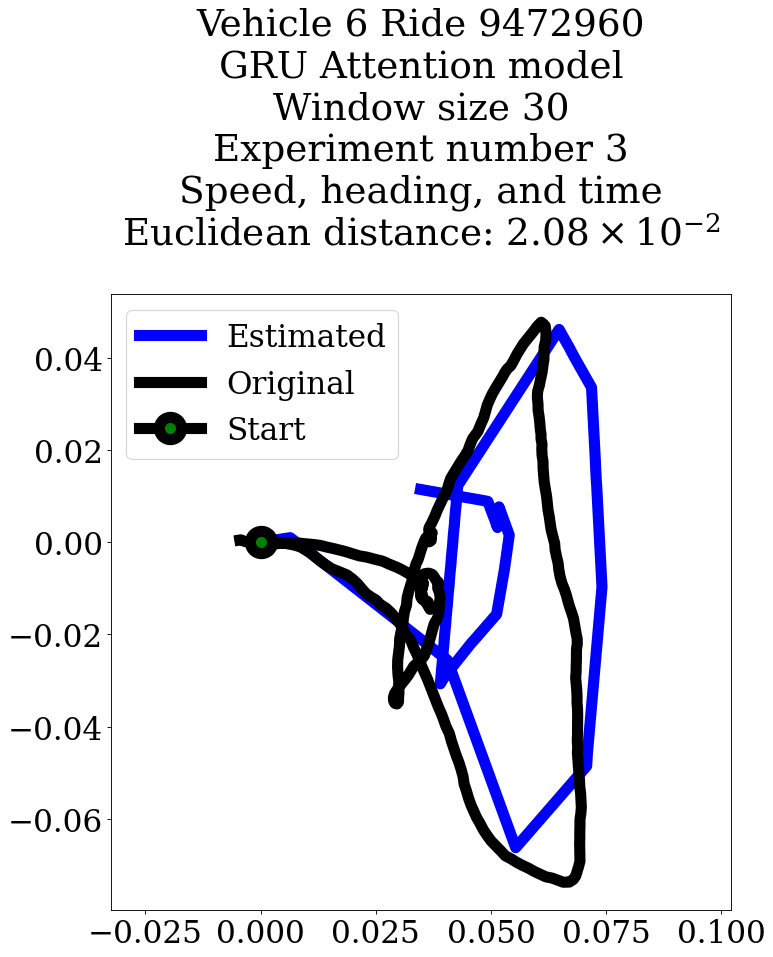 Vehicle 6 Ride 9472960
GRU Attention model
Window size 30
Experiment number 3
Speed, heading, and time
Euclidean distance: 2.08 × 10⁻²
Estimated
Original
Start
0.04
0.02
0.00
−0.02
−0.04
−0.06
−0.025 0.000 0.025 0.050 0.075 0.100